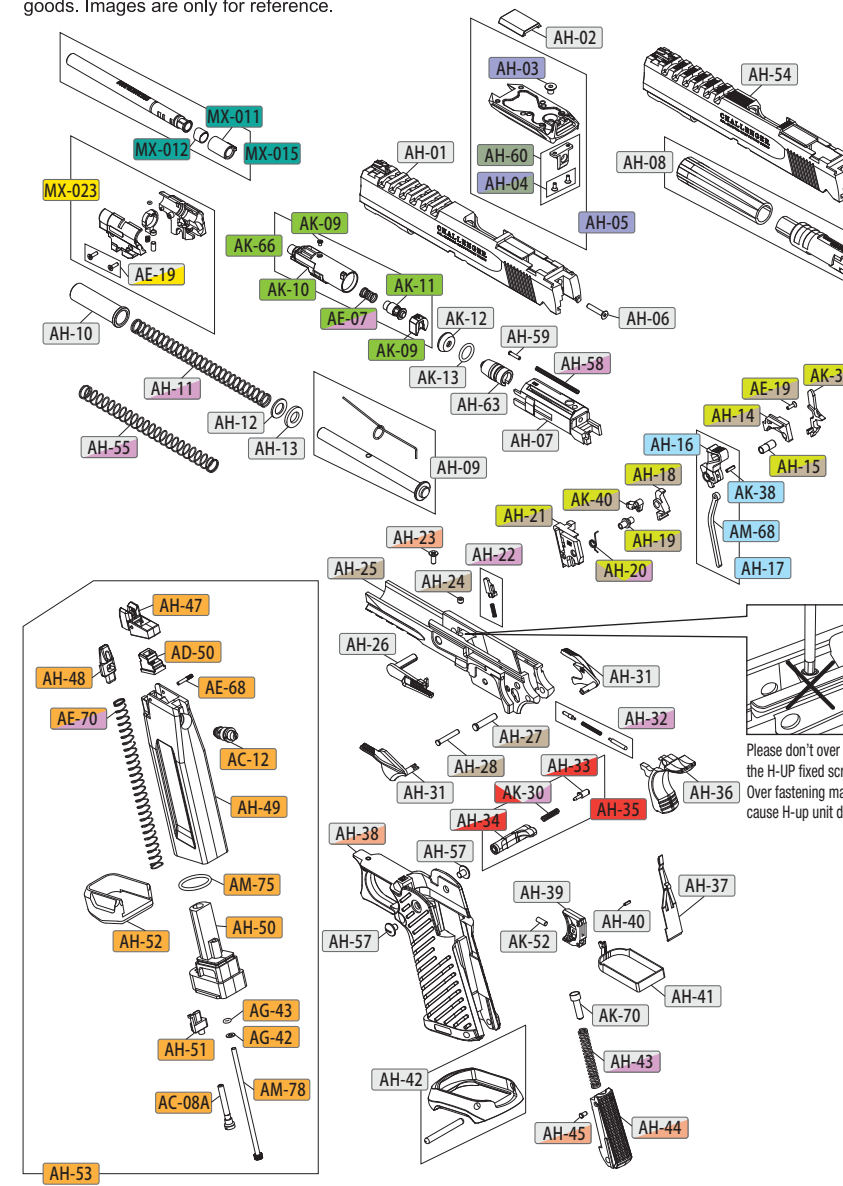 goods. Images are only for reference.
AH-02
AH-03
AH-54
MX-011
MX-012
MX-015
AH-01
AH-60
AH-08
CHALLENGER
AH-04
MX-023
AH-05
AK-09
CHALLENGER
AK-66
AE-19
AK-10
AK-11
AE-07
AK-12
AH-06
AH-10
AH-59
AK-09
AH-58
AK-13
AK-3
AH-11
AE-19
AH-63
AH-14
AH-12
AH-07
AH-16
AH-55
AH-13
AH-09
AH-15
AH-18
AK-38
AK-40
AH-21
AM-68
AH-23
AH-19
AH-22
AH-25
AH-20
AH-17
AH-24
AH-47
AH-26
AD-50
AH-48
AH-31
AE-68
AE-70
AH-32
AH-27
Please don't over
AC-12
AH-28
AH-33
the H-UP fixed scr
AH-31
AK-30
AH-36
Over fastening ma
AH-49
AH-34
AH-35
cause H-up unit d
AH-38
AH-57
AM-75
AH-39
AH-37
AH-50
AH-40
AH-52
AH-57
AK-52
AH-41
AG-43
AK-70
AG-42
AH-51
AH-43
AH-42
AM-78
AC-08A
AH-45
AH-44
AH-53